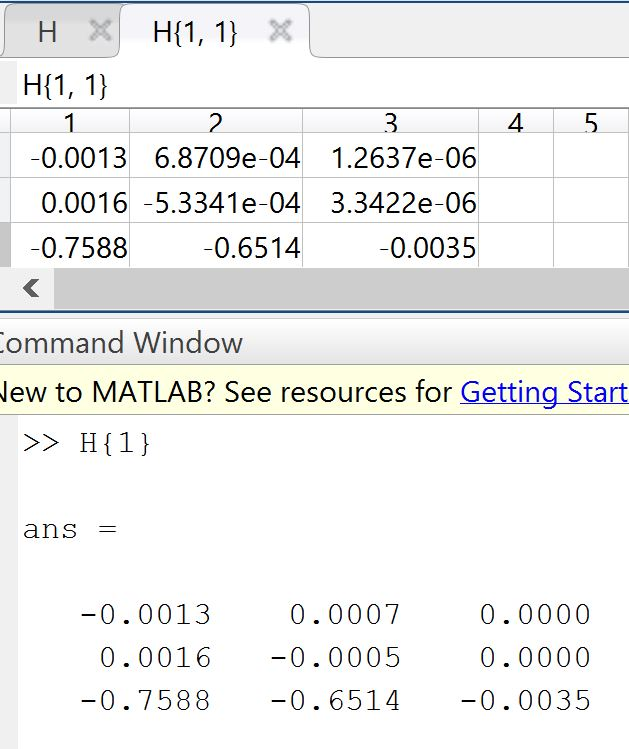 H H{1, 1}
H{1, 1}
1 2 3 4 5
-0.0013 6.8709e-04 1.2637e-06
0.0016 -5.3341e-04 3.3422e-06
-0.7588 -0.6514 -0.0035
Command Window
New to MATLAB? See resources for Getting Start
>> H{1}
ans =
-0.0013 0.0007 0.0000
0.0016 -0.0005 0.0000
-0.7588 -0.6514 -0.0035